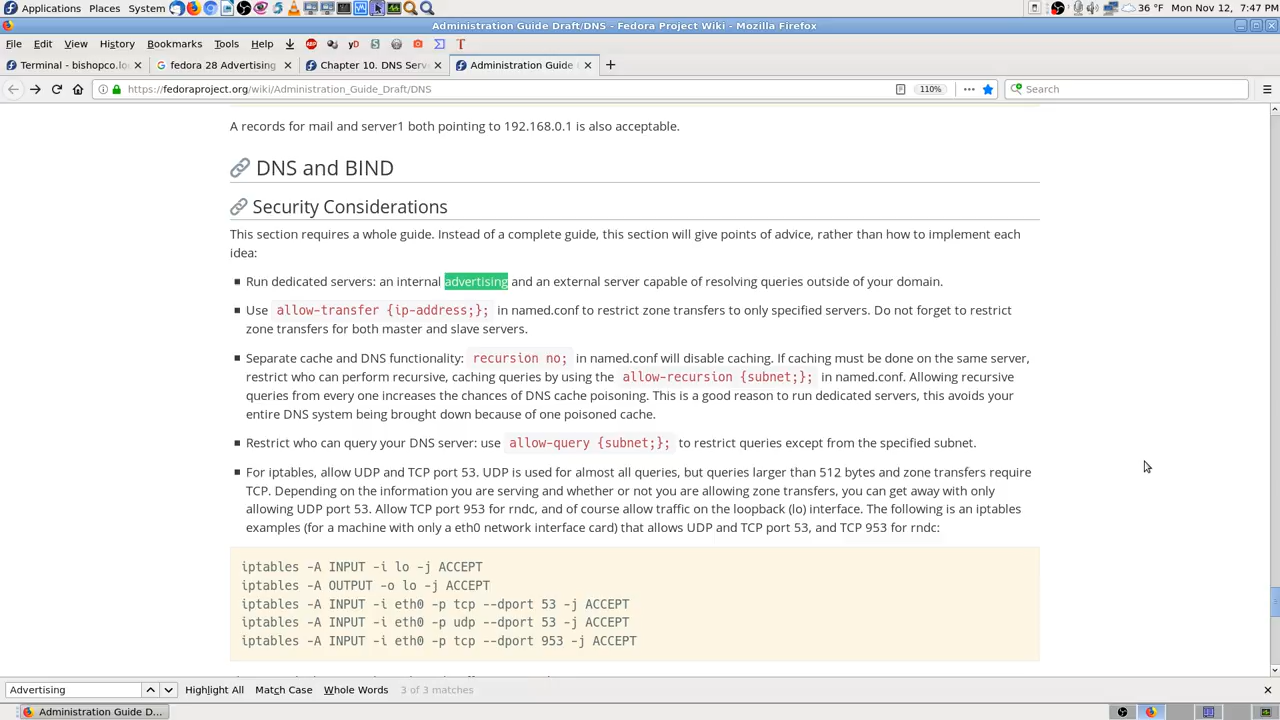 Applications Places System 36 °F Mon Nov 12, 7:47 PM
Administration Guide Draft/DNS - Fedora Project Wiki - Mozilla Firefox
File Edit View History Bookmarks Tools Help
Terminal - bishopco.lo fedora 28 Advertising Chapter 10. DNS Serv Administration Guide
https://fedoraproject.org/wiki/Administration_Guide_Draft/DNS 110% Search
A records for mail and server1 both pointing to 192.168.0.1 is also acceptable.
DNS and BIND
Security Considerations
This section requires a whole guide. Instead of a complete guide, this section will give points of advice, rather than how to implement each
idea:
Run dedicated servers: an internal advertising and an external server capable of resolving queries outside of your domain.
Use allow-transfer {ip-address;}; in named.conf to restrict zone transfers to only specified servers. Do not forget to restrict
zone transfers for both master and slave servers.
Separate cache and DNS functionality: recursion no; in named.conf will disable caching. If caching must be done on the same server,
restrict who can perform recursive, caching queries by using the allow-recursion {subnet;}; in named.conf. Allowing recursive
queries from every one increases the chances of DNS cache poisoning. This is a good reason to run dedicated servers, this avoids your
entire DNS system being brought down because of one poisoned cache.
Restrict who can query your DNS server: use allow-query {subnet;}; to restrict queries except from the specified subnet.
For iptables, allow UDP and TCP port 53. UDP is used for almost all queries, but queries larger than 512 bytes and zone transfers require
TCP. Depending on the information you are serving and whether or not you are allowing zone transfers, you can get away with only
allowing UDP port 53. Allow TCP port 953 for rndc, and of course allow traffic on the loopback (lo) interface. The following is an iptables
examples (for a machine with only a eth0 network interface card) that allows UDP and TCP port 53, and TCP 953 for rndc:
iptables -A INPUT -i lo -j ACCEPT
iptables -A OUTPUT -o lo -j ACCEPT
iptables -A INPUT -i eth0 -p tcp --dport 53 -j ACCEPT
iptables -A INPUT -i eth0 -p udp --dport 53 -j ACCEPT
iptables -A INPUT -i eth0 -p tcp --dport 953 -j ACCEPT
Advertising Highlight All Match Case Whole Words 3 of 3 matches
Administration Guide D...